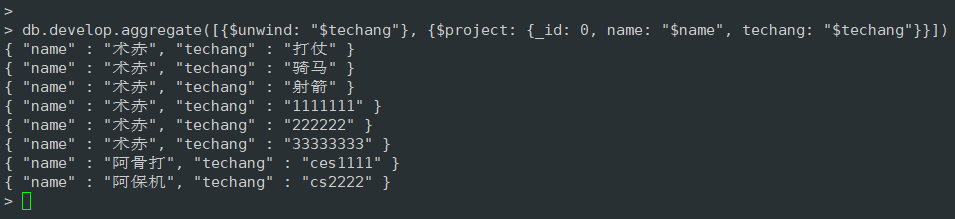 >
> db.develop.aggregate([{$unwind: "$techang"}, {$project: {_id: 0, name: "$name", techang: "$techang"}}])
{ "name" : "术赤", "techang" : "打仗" }
{ "name" : "术赤", "techang" : "骑马" }
{ "name" : "术赤", "techang" : "射箭" }
{ "name" : "术赤", "techang" : "1111111" }
{ "name" : "术赤", "techang" : "222222" }
{ "name" : "术赤", "techang" : "33333333" }
{ "name" : "阿骨打", "techang" : "ces1111" }
{ "name" : "阿保机", "techang" : "cs2222" }
>